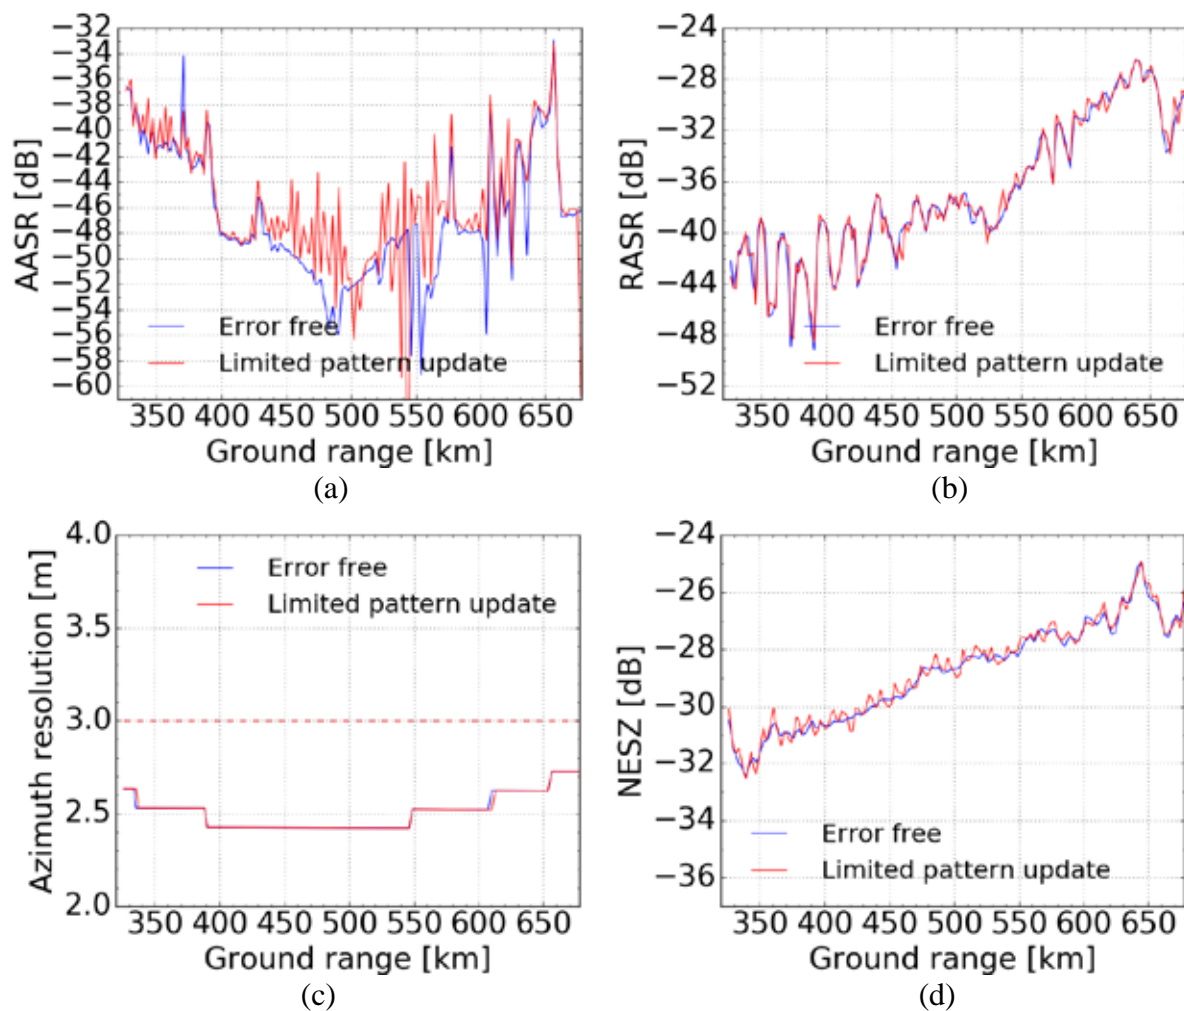 AASR [dB]
−32
−34
−36
−38
−40
−42
−44
−46
−48
−50
−52
−54
−56
−58
−60
Error free
Limited pattern update
350 400 450 500 550 600 650
Ground range [km]
(a)
RASR [dB]
−24
−28
−32
−36
−40
−44
−48
−52
Error free
Limited pattern update
350 400 450 500 550 600 650
Ground range [km]
(b)
Azimuth resolution [m]
4.0
3.5
3.0
2.5
2.0
Error free
Limited pattern update
350 400 450 500 550 600 650
Ground range [km]
(c)
NESZ [dB]
−24
−26
−28
−30
−32
−34
−36
Error free
Limited pattern update
350 400 450 500 550 600 650
Ground range [km]
(d)